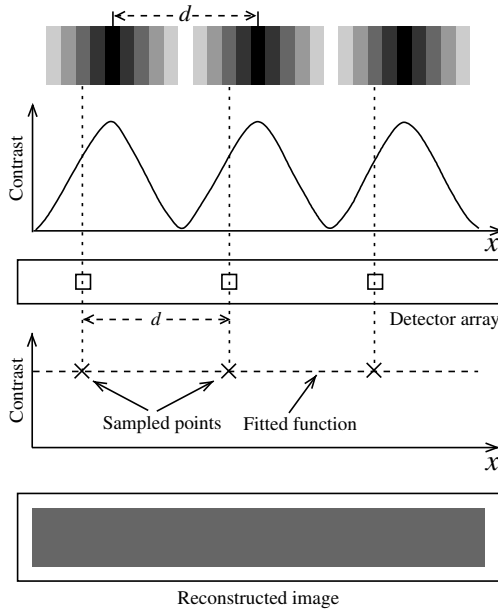 d
Contrast
x
Detector array
d
Contrast
Sampled points
Fitted function
x
Reconstructed image